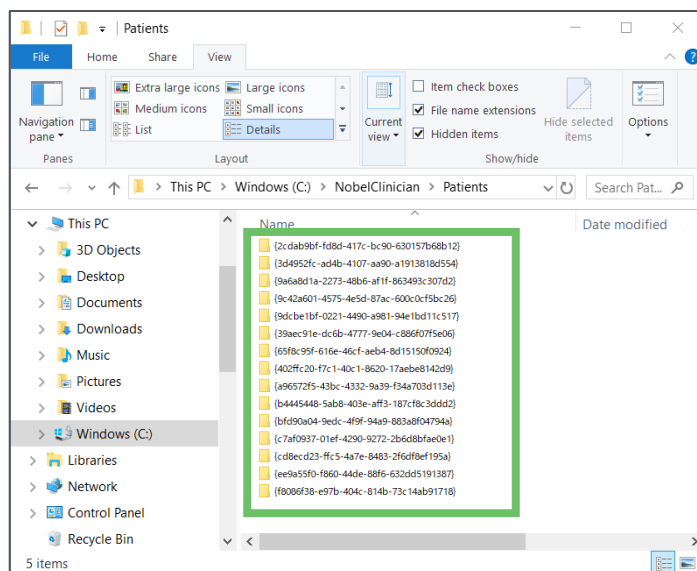 Patients
File Home Share View
Extra large icons Large icons
Medium icons Small icons
List Details
Navigation pane
Current view
Item check boxes
File name extensions
Hidden items
Hide selected items
Options
Panes Layout Show/hide
This PC > Windows (C:) > NobelClinician > Patients
Search Pat...
Name Date modified
This PC
3D Objects
Desktop
Documents
Downloads
Music
Pictures
Videos
Windows (C:)
Libraries
Network
Control Panel
Recycle Bin
{2cdab9bf-fd8d-417c-bc90-630157b68b12}
{3d4952fc-ad4b-4107-aa90-a1913818d554}
{9a6a8d1a-2273-48b6-af1f-863493c307d2}
{9c42a601-4575-4e5d-87ac-600c0cf5bc26}
{9dcbe1bf-0221-4490-a981-94e1bd11c517}
{39aec91e-dc6b-4777-9e04-c886f07f5e06}
{65f8c95f-616e-46cf-aeb4-8d15150f0924}
{402ffc20-f7c1-40c1-8620-17aebe8142d9}
{a96572f5-43bc-4332-9a39-f34a703d113e}
{b4445448-5ab8-403e-aff3-187cf8c3ddd2}
{bfd90a04-9edc-4f9f-94a9-883a8f04794a}
{c7af0937-01ef-4290-9272-2b6d8bfae0e1}
{cd8ecd23-ffc5-4a7e-8483-2f6df8ef195a}
{ee9a55f0-f860-44de-88f6-632dd5191387}
{f8086f38-e97b-404c-814b-73c14ab91718}
5 items